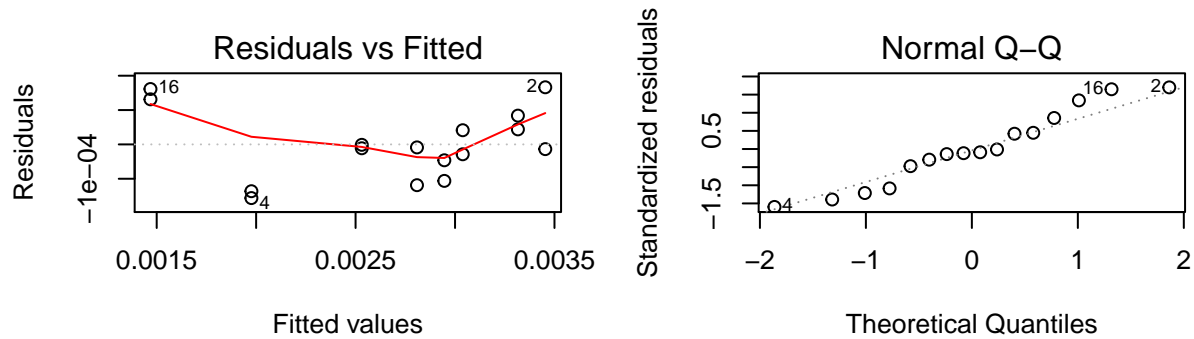 Residuals vs Fitted
Residuals
−1e−04
16
4
2
0.0015
0.0025
0.0035
Fitted values
Normal Q−Q
Standardized residuals
−1.5
0.5
4
16
2
−2
−1
0
1
2
Theoretical Quantiles